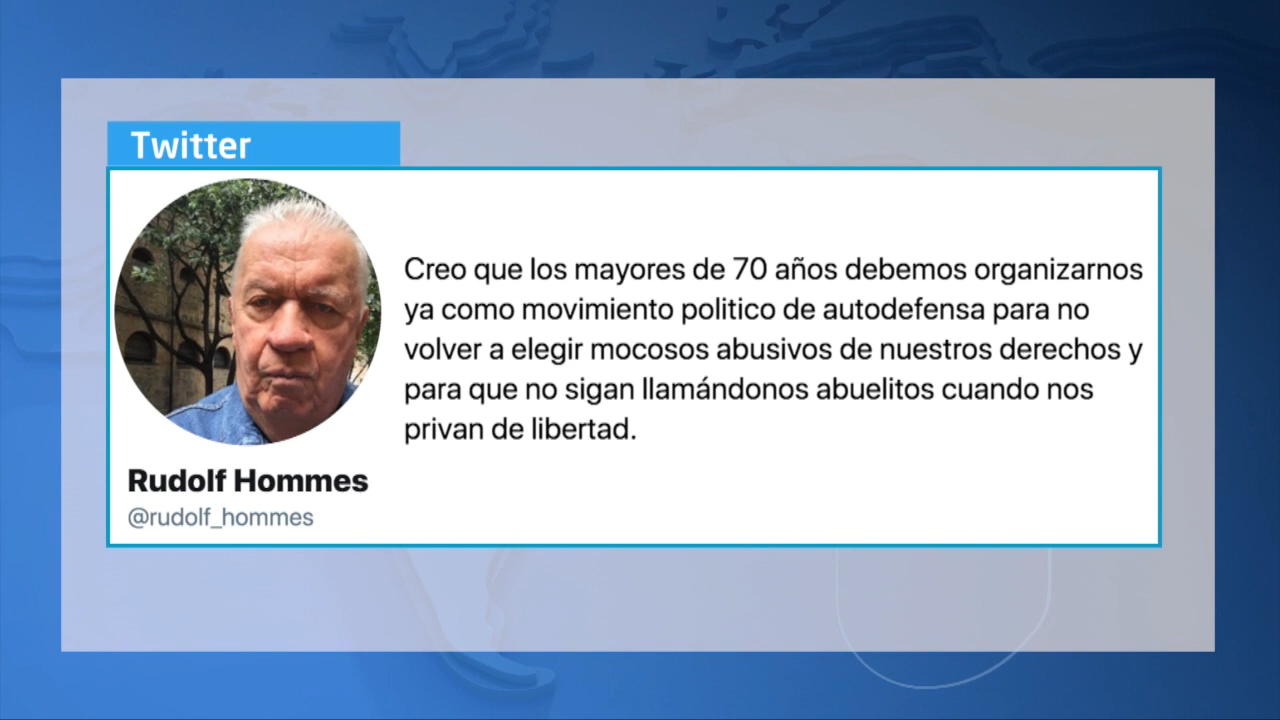 Twitter
Creo que los mayores de 70 años debemos organizarnos
ya como movimiento politico de autodefensa para no
volver a elegir mocosos abusivos de nuestros derechos y
para que no sigan llamándonos abuelitos cuando nos
privan de libertad.
Rudolf Hommes
@rudolf_hommes